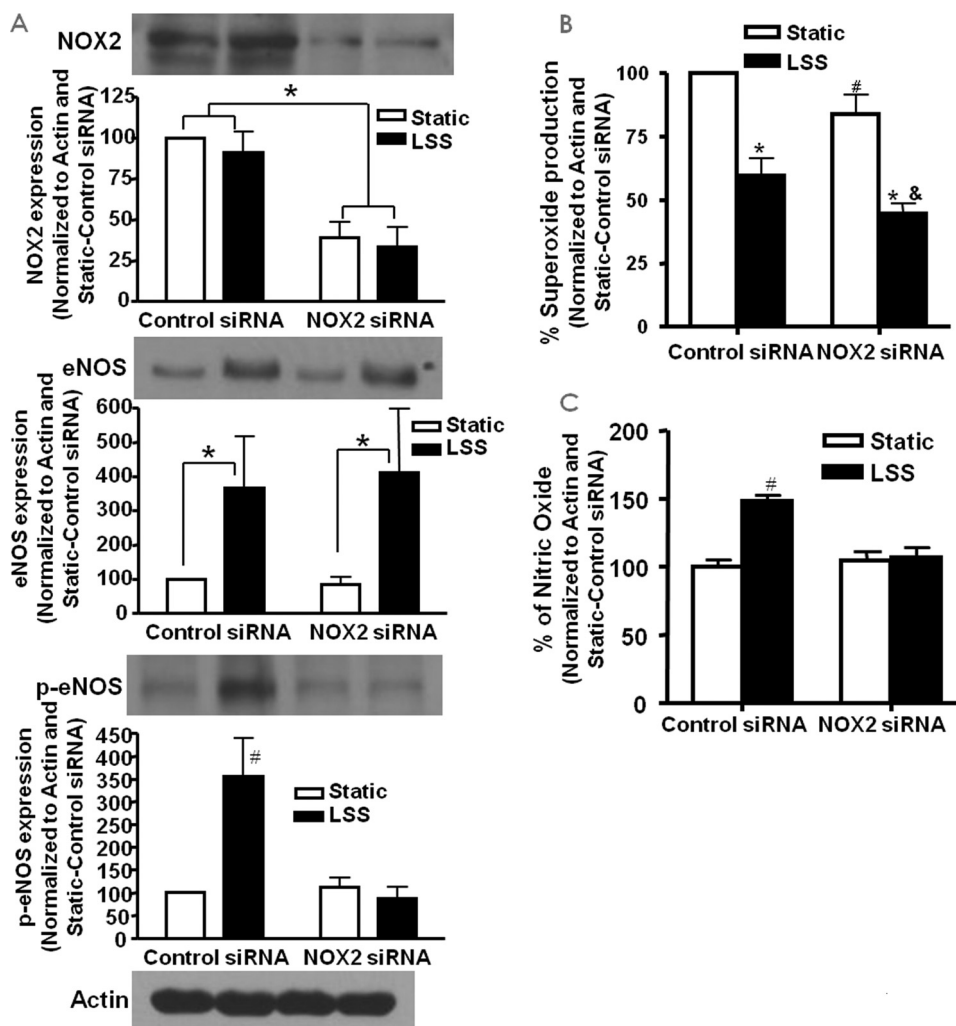 A
NOX2
NOX2 expression
(Normalized to Actin and
Static-Control siRNA)
125
100
75
50
25
0
*
Static
LSS
Control siRNA NOX2 siRNA
eNOS
eNOS expression
(Normalized to Actin and
Static-Control siRNA)
600
400
200
100
0
*
*
Static
LSS
Control siRNA NOX2 siRNA
p-eNOS
p-eNOS expression
(Normalized to Actin and
Static-Control siRNA)
450
350
300
250
200
150
100
50
0
#
Static
LSS
Control siRNA NOX2 siRNA
Actin
B
% Superoxide production
(Normalized to Actin and
Static-Control siRNA)
100
75
50
25
0
Static
LSS
*
#
* &
Control siRNA NOX2 siRNA
C
% of Nitric Oxide
(Normalized to Actin and
Static-Control siRNA)
200
150
100
50
0
Static
LSS
#
Control siRNA NOX2 siRNA